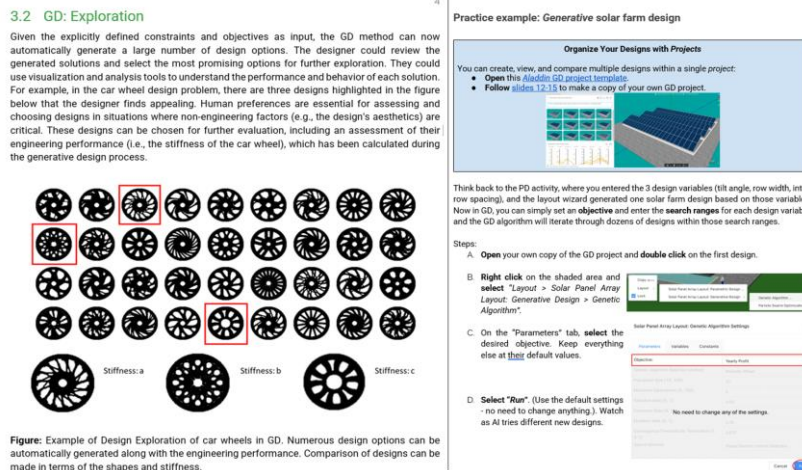 3.2 GD: Exploration
Given the explicitly defined constraints and objectives as input, the GD method can now
automatically generate a large number of design options. The designer could review the
generated solutions and select the most promising options for further exploration. They could
use visualization and analysis tools to understand the performance and behavior of each solution.
For example, in the car wheel design problem, there are three designs highlighted in the figure
below that the designer finds appealing. Human preferences are essential for assessing and
choosing designs in situations where non-engineering factors (e.g., the design's aesthetics) are
critical. These designs can be chosen for further evaluation, including an assessment of their
engineering performance (i.e., the stiffness of the car wheel), which has been calculated during
the generative design process.
Stiffness: a
Stiffness: b
Stiffness: c
Figure: Example of Design Exploration of car wheels in GD. Numerous design options can be
automatically generated along with the engineering performance. Comparison of designs can be
made in terms of the shapes and stiffness.
Practice example: Generative solar farm design
Organize Your Designs with Projects
You can create, view, and compare multiple designs within a single project:
● Open this Aladdin GD project template.
● Follow slides 12-15 to make a copy of your own GD project.
Think back to the PD activity, where you entered the 3 design variables (tilt angle, row width, int
row spacing), and the layout wizard generated one solar farm design based on those variable
Now in GD, you can simply set an objective and enter the search ranges for each design variab
and the GD algorithm will iterate through dozens of designs within those search ranges.
Steps:
A. Open your own copy of the GD project and double click on the first design.
B. Right click on the shaded area and
select "Layout > Solar Panel Array
Layout: Generative Design > Genetic
Algorithm".
C. On the "Parameters" tab, select the
desired objective. Keep everything
else at their default values.
D. Select "Run". (Use the default settings
- no need to change anything.). Watch
as AI tries different new designs.
Solar Panel Array Layout: Genetic Algorithm Settings
Parameters Variables Constants
Objective Yearly Profit
No need to change any of the settings.
Cancel